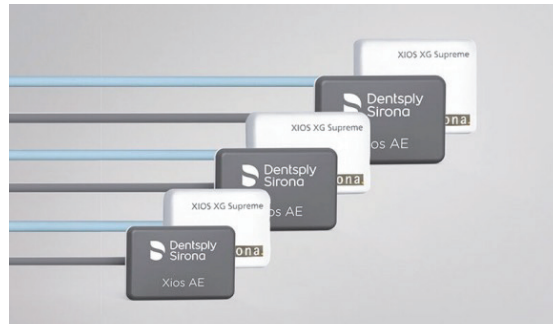 XIOS XG Supreme
Dentsply
Sirona
ona.
os AE
XIOS XG Supreme
Dentsply
Sirona
ona
os AE
XIOS XG Supreme
Dentsply
Sirona
ona.
Xios AE